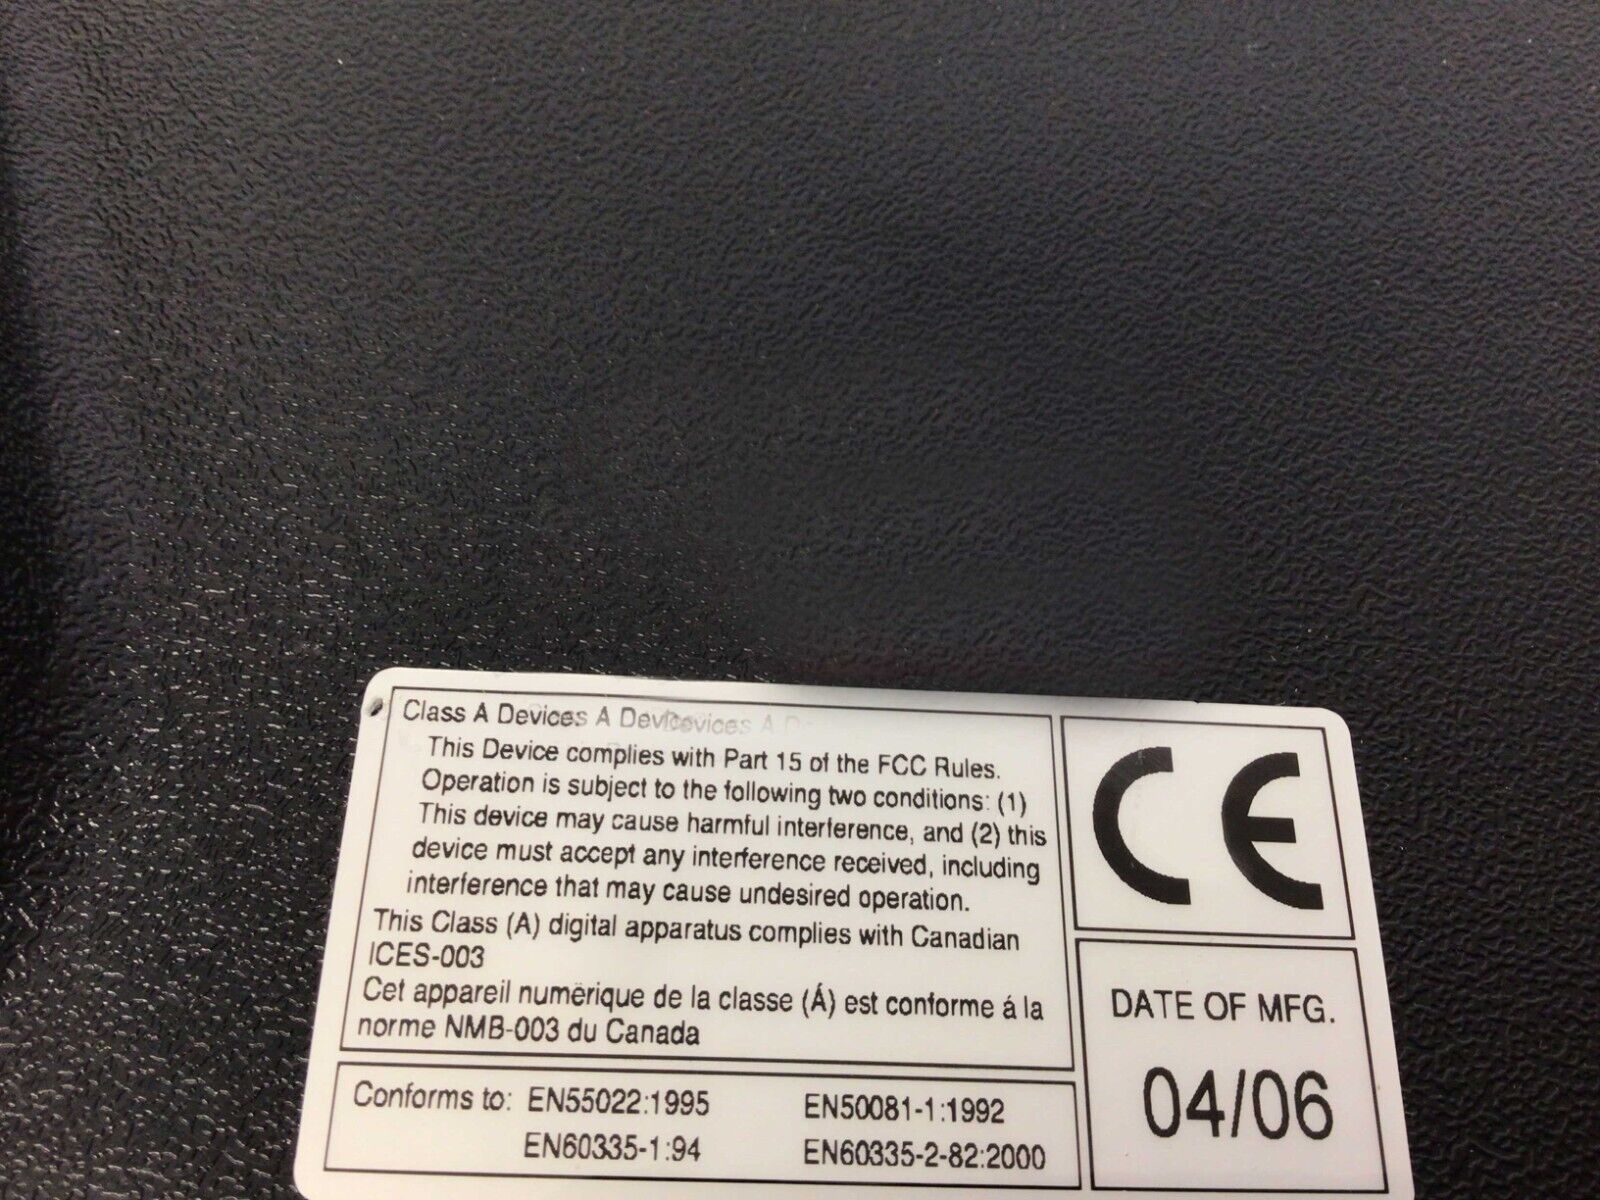 Class A Devices A Devicevices A D
This Device complies with Part 15 of the FCC Rules.
Operation is subject to the following two conditions: (1)
This device may cause harmful interference, and (2) this
device must accept any interference received, including
interference that may cause undesired operation.
This Class (A) digital apparatus complies with Canadian
ICES-003
Cet appareil numërique de la classe (Á) est conforme á la
norme NMB-003 du Canada
Conforms to: EN55022:1995 EN50081-1:1992
EN60335-1:94 EN60335-2-82:2000
CE
DATE OF MFG.
04/06